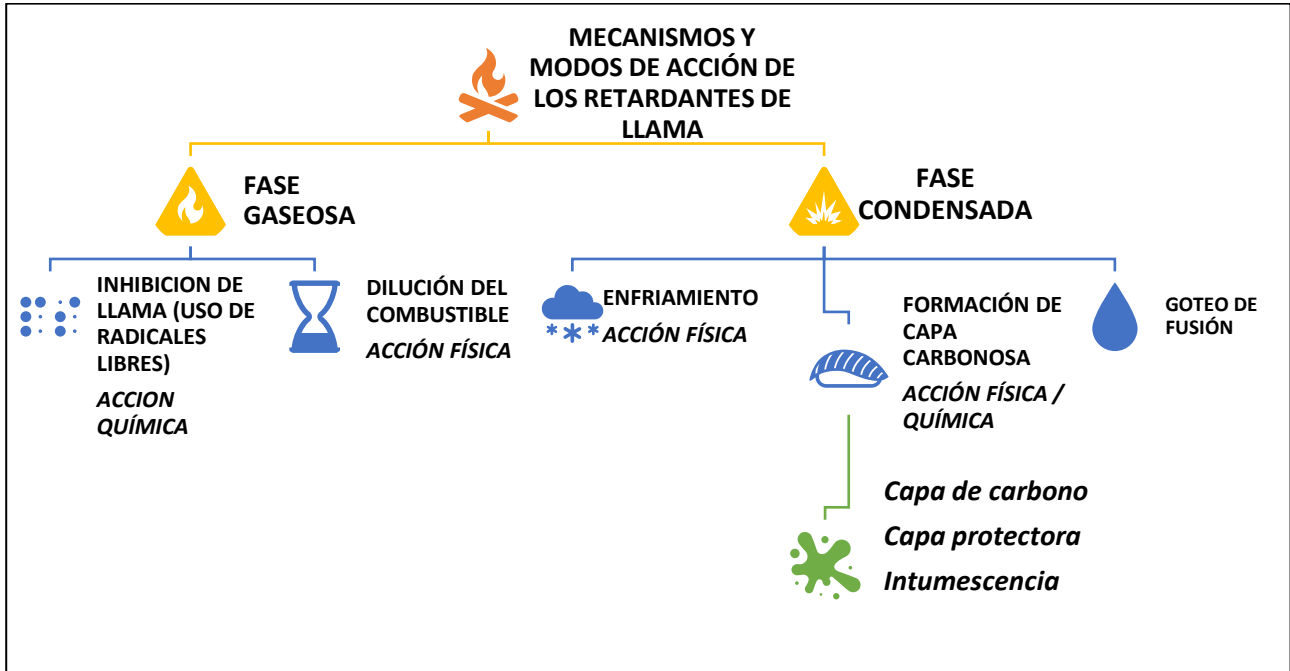 MECANISMOS Y
MODOS DE ACCIÓN DE
LOS RETARDANTES DE
LLAMA
FASE
GASEOSA
FASE
CONDENSADA
INHIBICION DE
LLAMA (USO DE
RADICALES
LIBRES)
ACCION
QUÍMICA
DILUCIÓN DEL
COMBUSTIBLE
ACCIÓN FÍSICA
ENFRIAMIENTO
ACCIÓN FÍSICA
FORMACIÓN DE
CAPA
CARBONOSA
ACCIÓN FÍSICA /
QUÍMICA
GOTEO DE
FUSIÓN
Capa de carbono
Capa protectora
Intumescencia